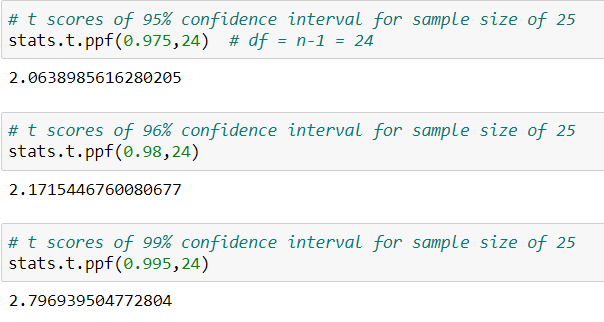 # t scores of 95% confidence interval for sample size of 25
stats.t.ppf(0.975,24)  # df = n-1 = 24
2.0638985616280205
# t scores of 96% confidence interval for sample size of 25
stats.t.ppf(0.98,24)
2.1715446760080677
# t scores of 99% confidence interval for sample size of 25
stats.t.ppf(0.995,24)
2.796939504772804